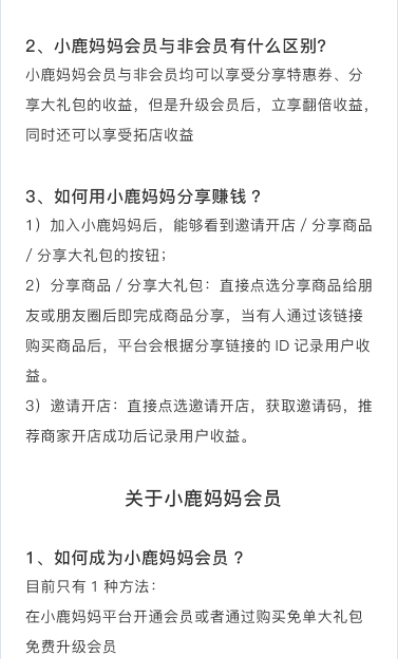 2、小鹿妈妈会员与非会员有什么区别?
小鹿妈妈会员与非会员均可以享受分享特惠券、分
享大礼包的收益，但是升级会员后，立享翻倍收益，
同时还可以享受拓店收益
3、如何用小鹿妈妈分享赚钱？
1）加入小鹿妈妈后，能够看到邀请开店 / 分享商品
/ 分享大礼包的按钮；
2）分享商品 / 分享大礼包：直接点选分享商品给朋
友或朋友圈后即完成商品分享，当有人通过该链接
购买商品后，平台会根据分享链接的 ID 记录用户收
益。
3）邀请开店：直接点选邀请开店，获取邀请码，推
荐商家开店成功后记录用户收益。
关于小鹿妈妈会员
1、如何成为小鹿妈妈会员？
目前只有 1 种方法：
在小鹿妈妈平台开通会员或者通过购买免单大礼包
免费升级会员